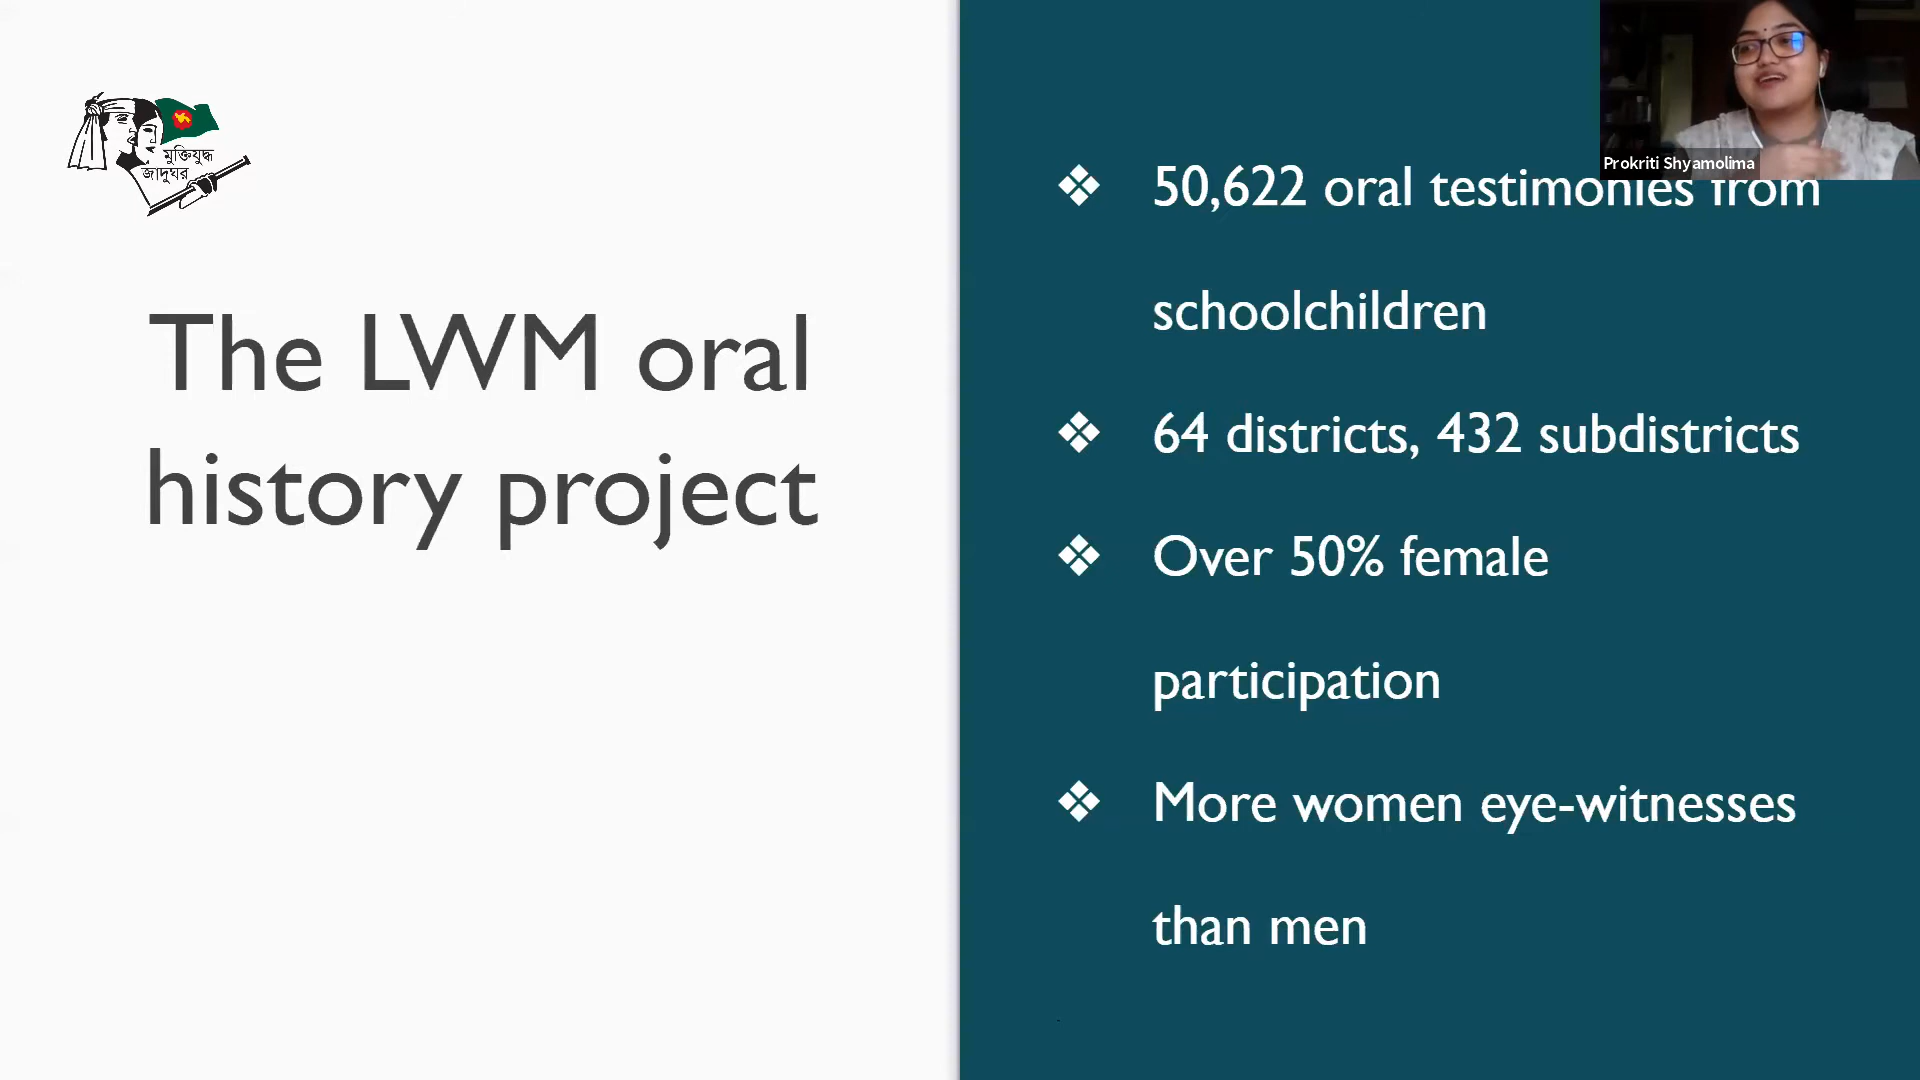 মুক্তিযুদ্ধ
জাদুঘর
The LWM oral
history project
Prokriti Shyamolima
❖ 50,622 oral testimonies from
schoolchildren
❖ 64 districts, 432 subdistricts
❖ Over 50% female
participation
❖ More women eye-witnesses
than men